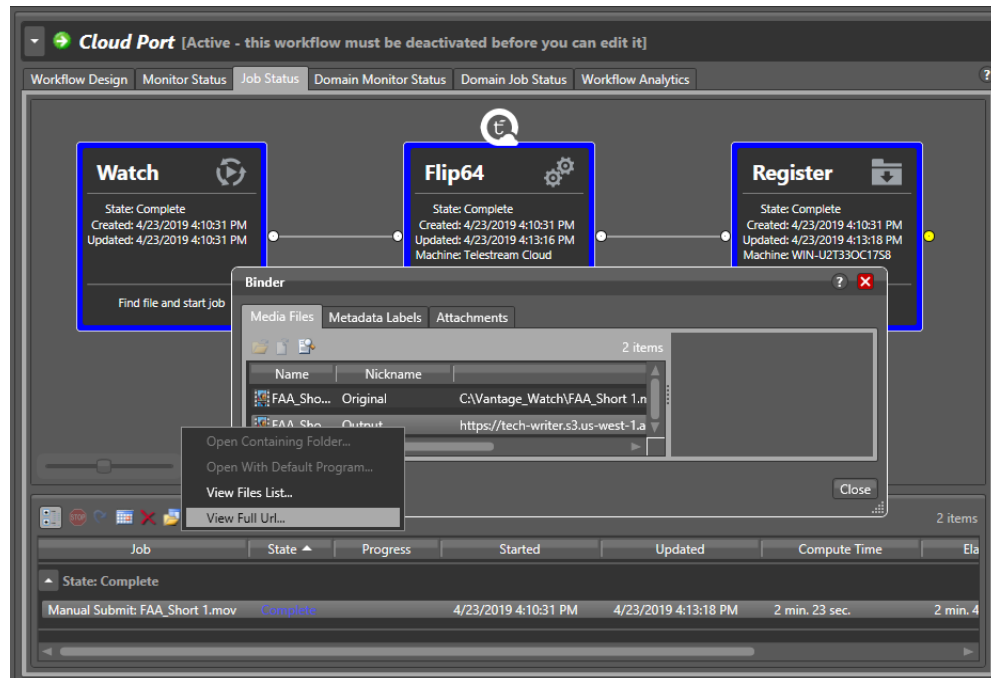 Cloud Port [Active - this workflow must be deactivated before you can edit it]
Workflow Design Monitor Status Job Status Domain Monitor Status Domain Job Status Workflow Analytics ?
Watch
State: Complete
Created: 4/23/2019 4:10:31 PM
Updated: 4/23/2019 4:10:31 PM
Find file and start job
Flip64
State: Complete
Created: 4/23/2019 4:10:31 PM
Updated: 4/23/2019 4:13:16 PM
Machine: Telestream Cloud
Register
State: Complete
Created: 4/23/2019 4:10:31 PM
Updated: 4/23/2019 4:13:18 PM
Machine: WIN-U2T33OC17S8
Binder ?
Media Files Metadata Labels Attachments
2 items
Name Nickname
FAA_Sho... Original C:\Vantage_Watch\FAA_Short 1.m
FAA_Sho... Output https://tech-writer.s3.us-west-1.a
Open Containing Folder...
Open With Default Program...
View Files List...
View Full Url...
Close
STOP
2 items
Job State Progress Started Updated Compute Time Ela
State: Complete
Manual Submit: FAA_Short 1.mov Complete 4/23/2019 4:10:31 PM 4/23/2019 4:13:18 PM 2 min. 23 sec. 2 min. 4